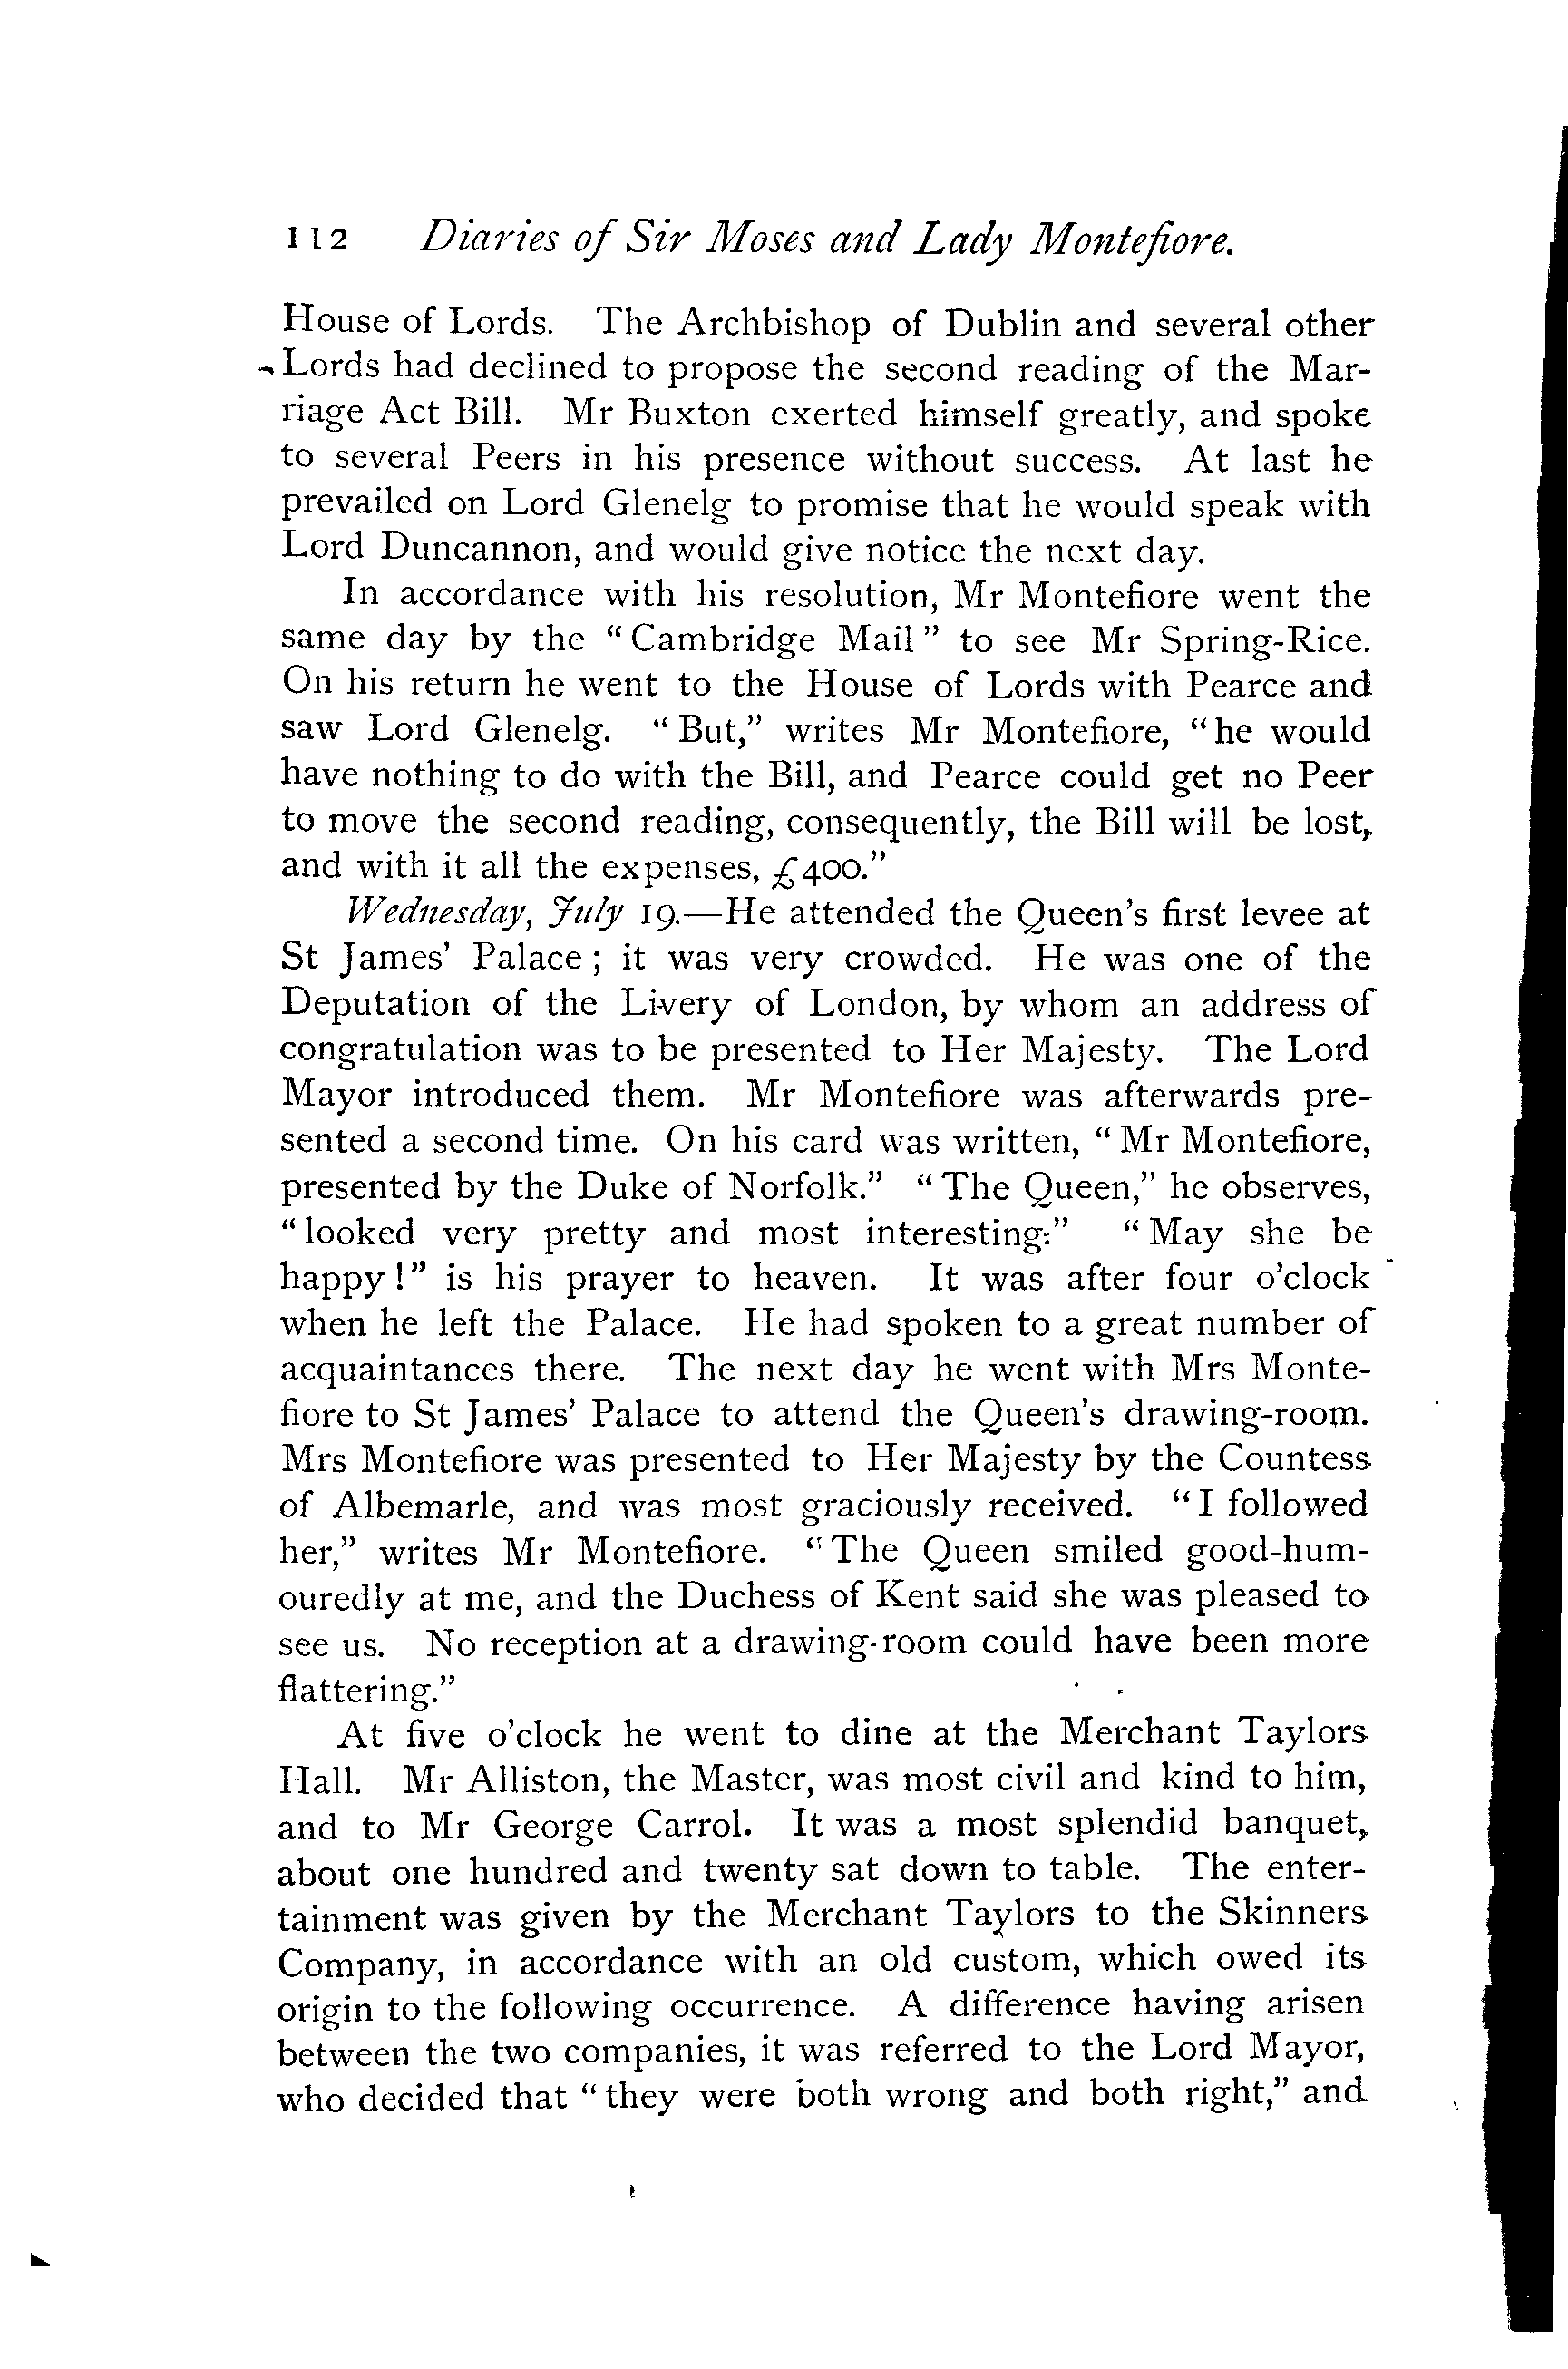 112 Diaries of Sir Moses and Lady Montefiore.
House of Lords. The Archbishop of Dublin and several other
Lords had declined to propose the second reading of the Mar-
riage Act Bill. Mr Buxton exerted himself greatly, and spoke
to several Peers in his presence without success. At last he
prevailed on Lord Glenelg to promise that he would speak with
Lord Duncannon, and would give notice the next day.
In accordance with his resolution, Mr Montefiore went the
same day by the "Cambridge Mail" to see Mr Spring-Rice.
On his return he went to the House of Lords with Pearce and
saw Lord Glenelg. "But," writes Mr Montefiore, "he would
have nothing to do with the Bill, and Pearce could get no Peer
to move the second reading, consequently, the Bill will be lost,
and with it all the expenses, £400."
Wednesday, July 19.—He attended the Queen's first levee at
St James' Palace; it was very crowded. He was one of the
Deputation of the Livery of London, by whom an address of
congratulation was to be presented to Her Majesty. The Lord
Mayor introduced them. Mr Montefiore was afterwards pre-
sented a second time. On his card was written, "Mr Montefiore,
presented by the Duke of Norfolk." "The Queen," he observes,
"looked very pretty and most interesting:" "May she be
happy!" is his prayer to heaven. It was after four o'clock
when he left the Palace. He had spoken to a great number of
acquaintances there. The next day he went with Mrs Monte-
fiore to St James' Palace to attend the Queen's drawing-room.
Mrs Montefiore was presented to Her Majesty by the Countess
of Albemarle, and was most graciously received. "I followed
her," writes Mr Montefiore. "The Queen smiled good-hum-
ouredly at me, and the Duchess of Kent said she was pleased to
see us. No reception at a drawing-room could have been more
flattering."
At five o'clock he went to dine at the Merchant Taylors
Hall. Mr Alliston, the Master, was most civil and kind to him,
and to Mr George Carrol. It was a most splendid banquet,
about one hundred and twenty sat down to table. The enter-
tainment was given by the Merchant Taylors to the Skinners
Company, in accordance with an old custom, which owed its
origin to the following occurrence. A difference having arisen
between the two companies, it was referred to the Lord Mayor,
who decided that "they were both wrong and both right," and